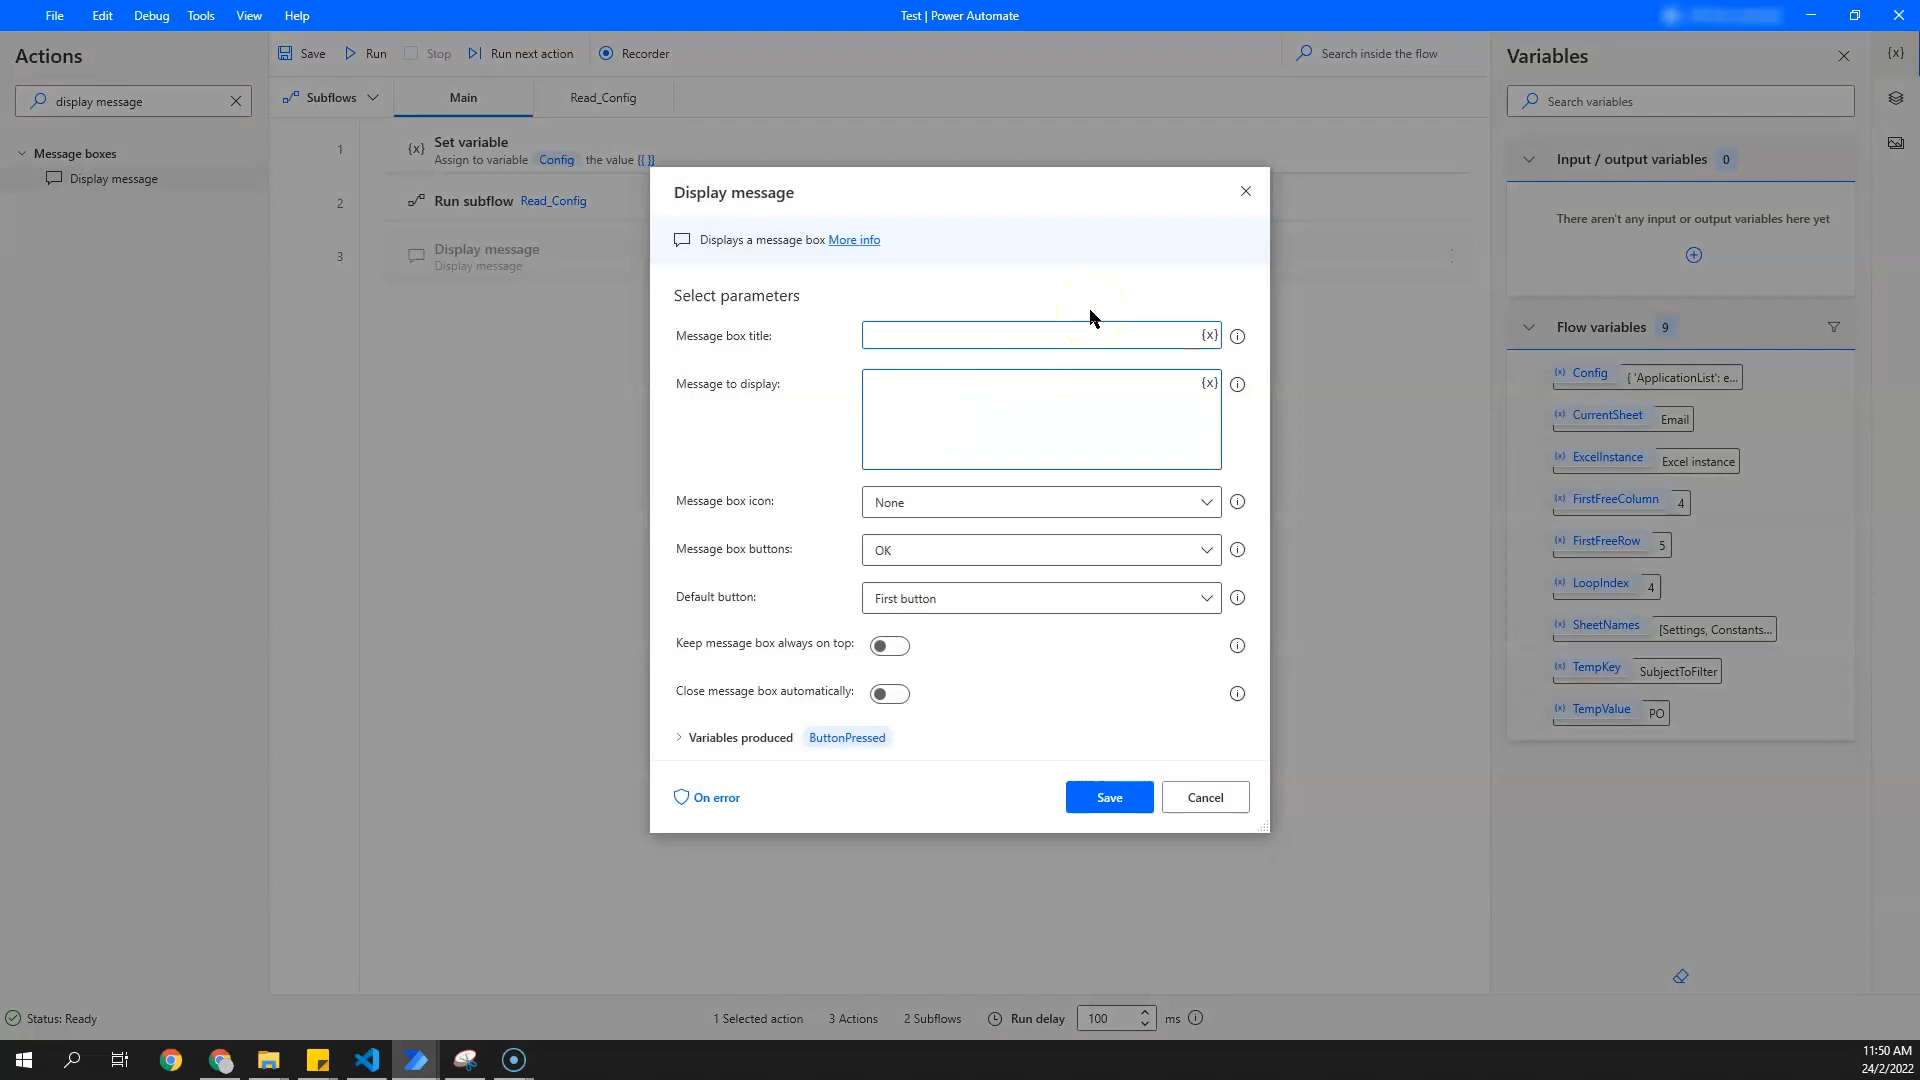 File Edit Debug Tools View Help
Test | Power Automate
Actions
display message
Message boxes
Display message
Save Run Stop Run next action Recorder
Search inside the flow
Subflows Main Read_Config
1 {x} Set variable
Assign to variable Config the value {{ }}
2 Run subflow Read_Config
3 Display message
Display message
Display message
Displays a message box More info
Select parameters
Message box title: {x}
Message to display: {x}
Message box icon: None
Message box buttons: OK
Default button: First button
Keep message box always on top:
Close message box automatically:
Variables produced ButtonPressed
On error
Save Cancel
Variables {x}
Search variables
Input / output variables 0
There aren't any input or output variables here yet
Flow variables 9
(x) Config { 'ApplicationList': e...
(x) CurrentSheet Email
(x) ExcelInstance Excel instance
(x) FirstFreeColumn 4
(x) FirstFreeRow 5
(x) LoopIndex 4
(x) SheetNames [Settings, Constants...
(x) TempKey SubjectToFilter
(x) TempValue PO
Status: Ready 1 Selected action 3 Actions 2 Subflows Run delay 100 ms
11:50 AM
24/2/2022